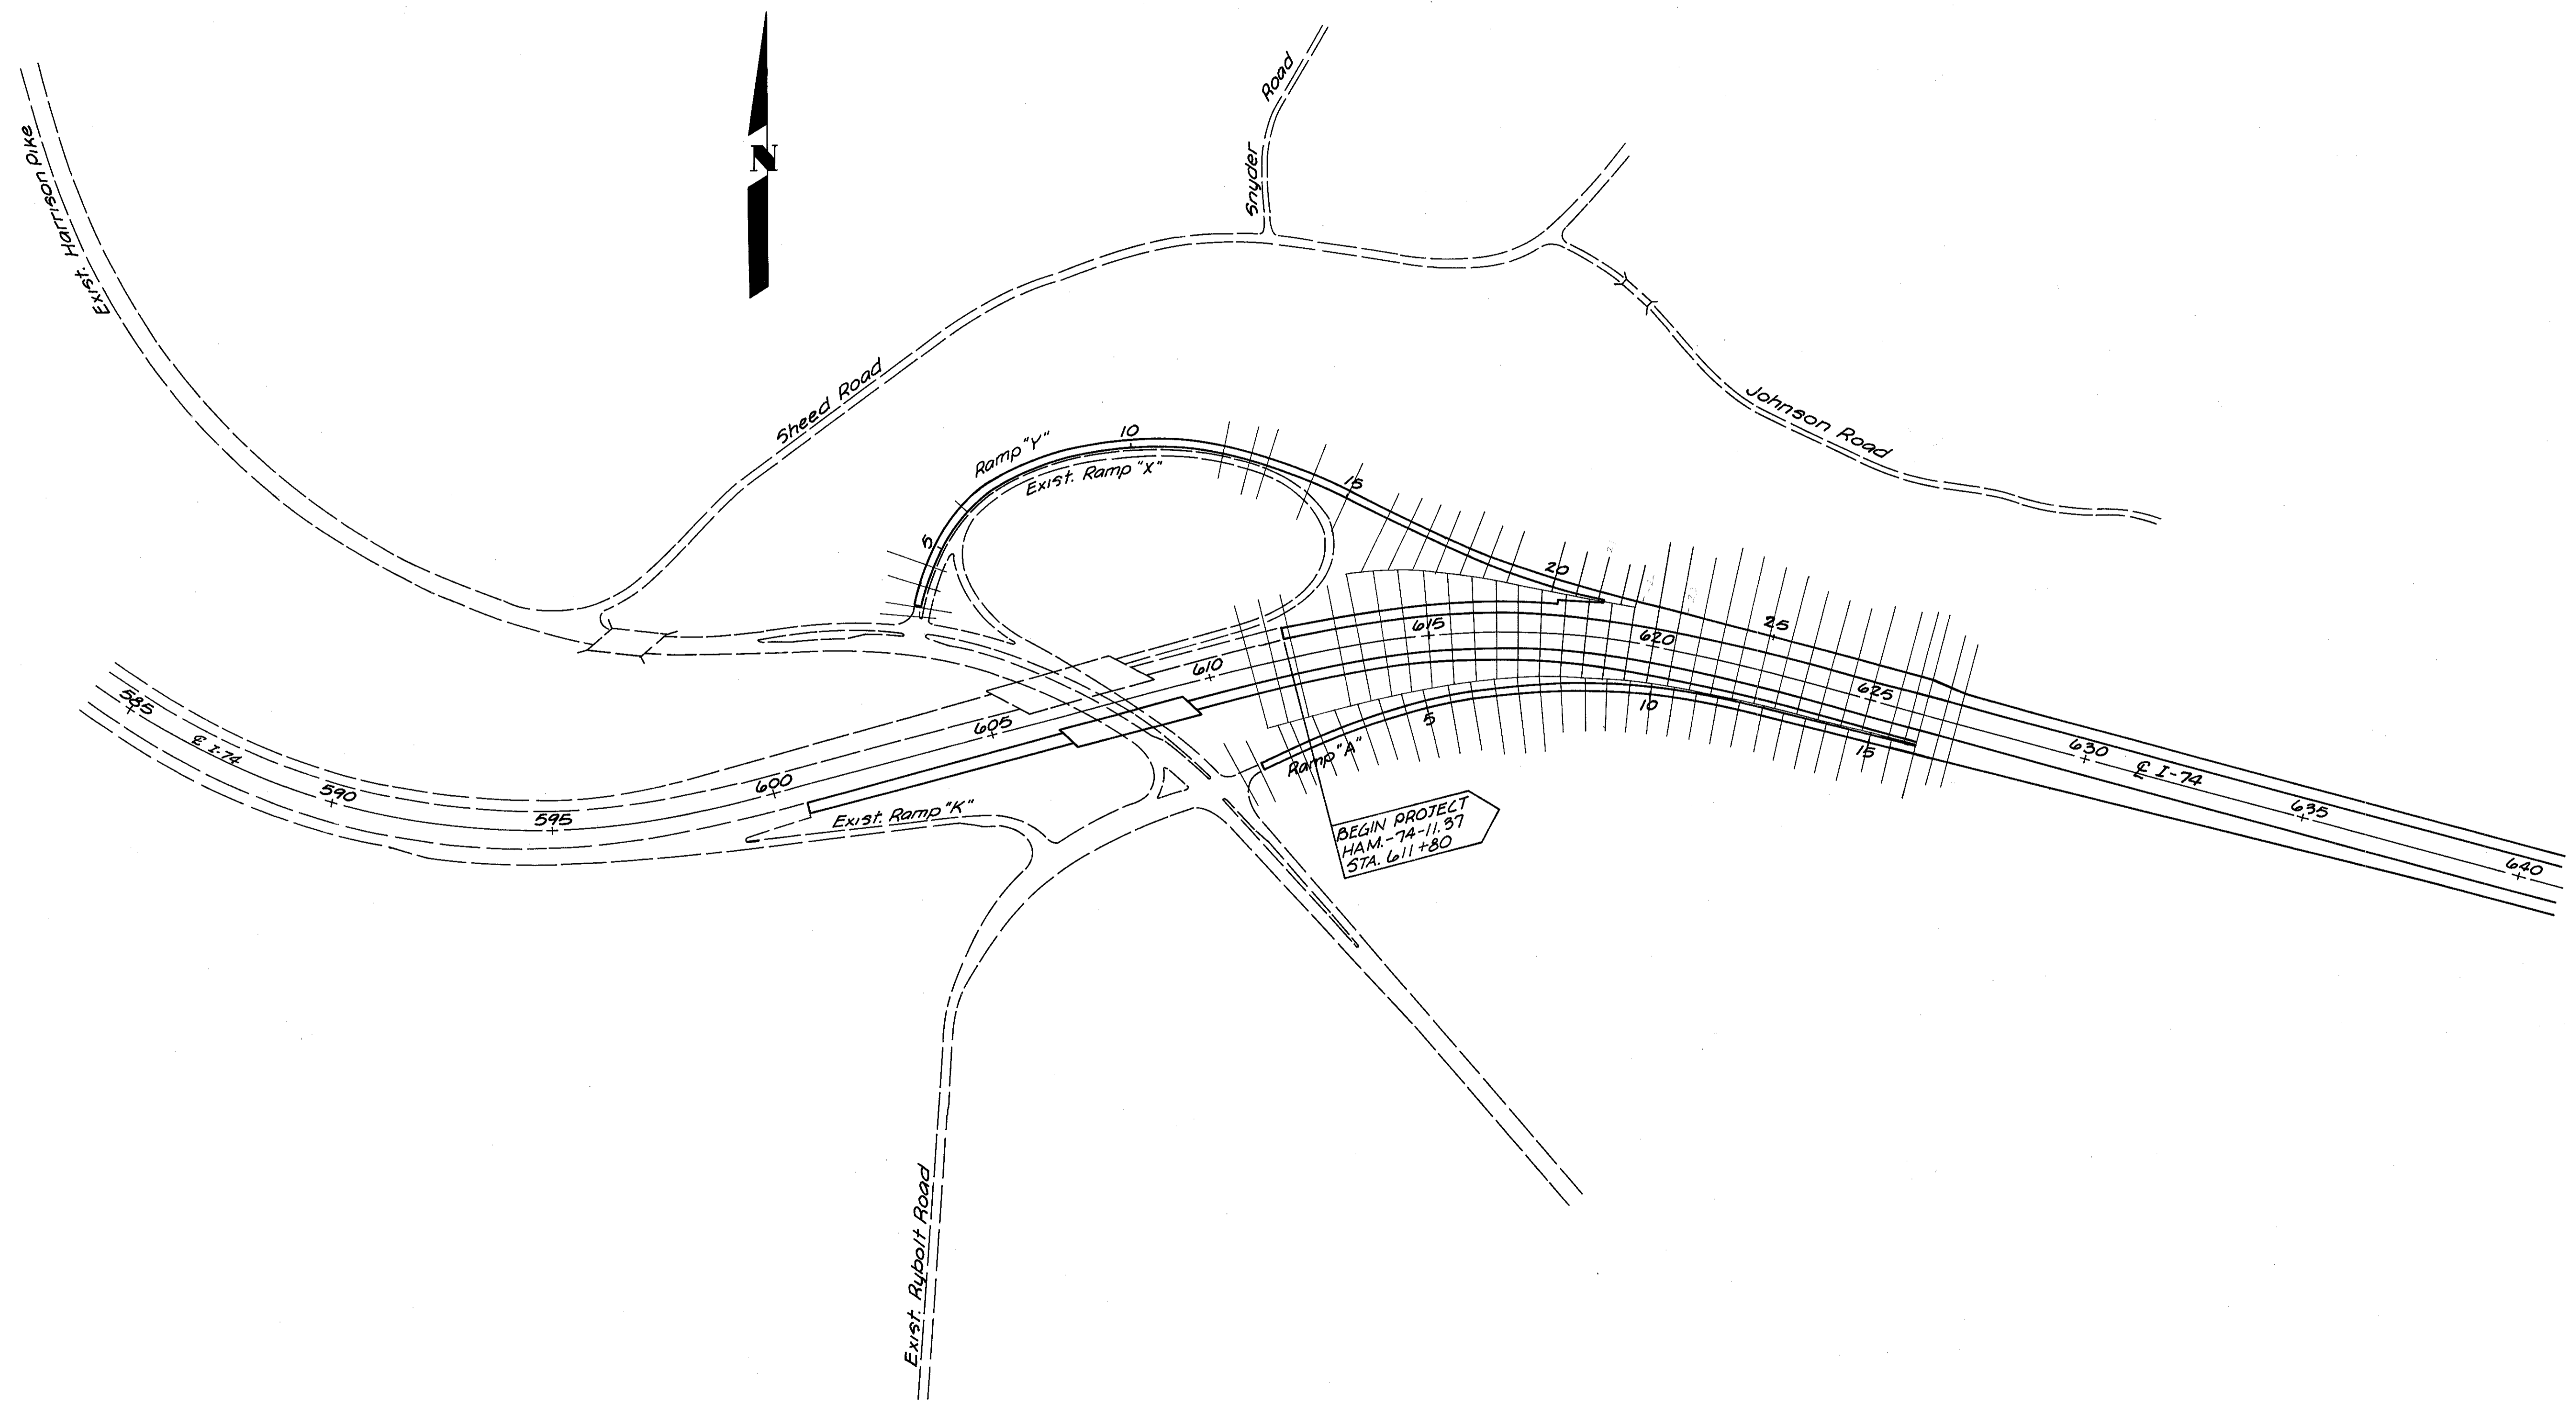 N
Snyder Road
Exist. Harrison Pike
Sheed Road
Johnson Road
Ramp "Y"
10
Exist. Ramp "X"
5
15
20
25
615
620
610
625
605
5
10
15
Ramp "A"
585
℄ I-74
590
595
600
Exist. Ramp "K"
630
℄ I-74
635
640
BEGIN PROJECT
HAM.-74-11.37
STA. 611+80
Exist. Rybolt Road